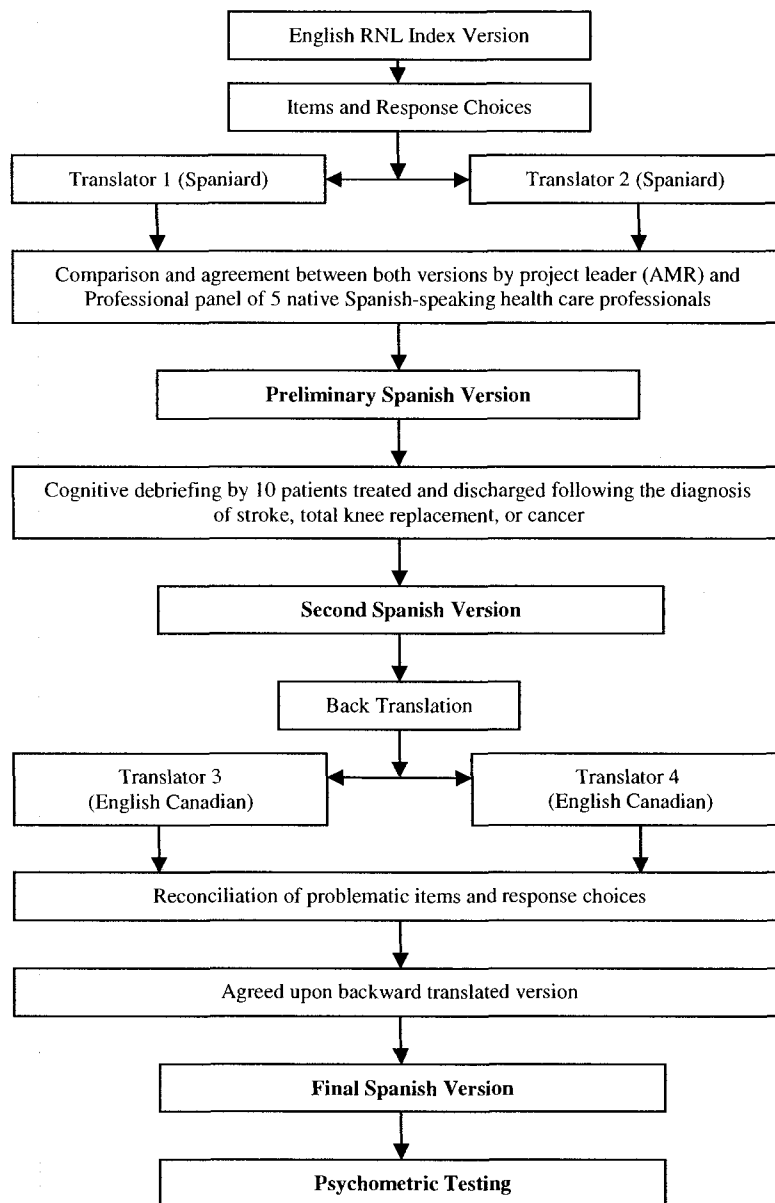 English RNL Index Version
Items and Response Choices
Translator 1 (Spaniard)
Translator 2 (Spaniard)
Comparison and agreement between both versions by project leader (AMR) and
Professional panel of 5 native Spanish-speaking health care professionals
Preliminary Spanish Version
Cognitive debriefing by 10 patients treated and discharged following the diagnosis
of stroke, total knee replacement, or cancer
Second Spanish Version
Back Translation
Translator 3
(English Canadian)
Translator 4
(English Canadian)
Reconciliation of problematic items and response choices
Agreed upon backward translated version
Final Spanish Version
Psychometric Testing